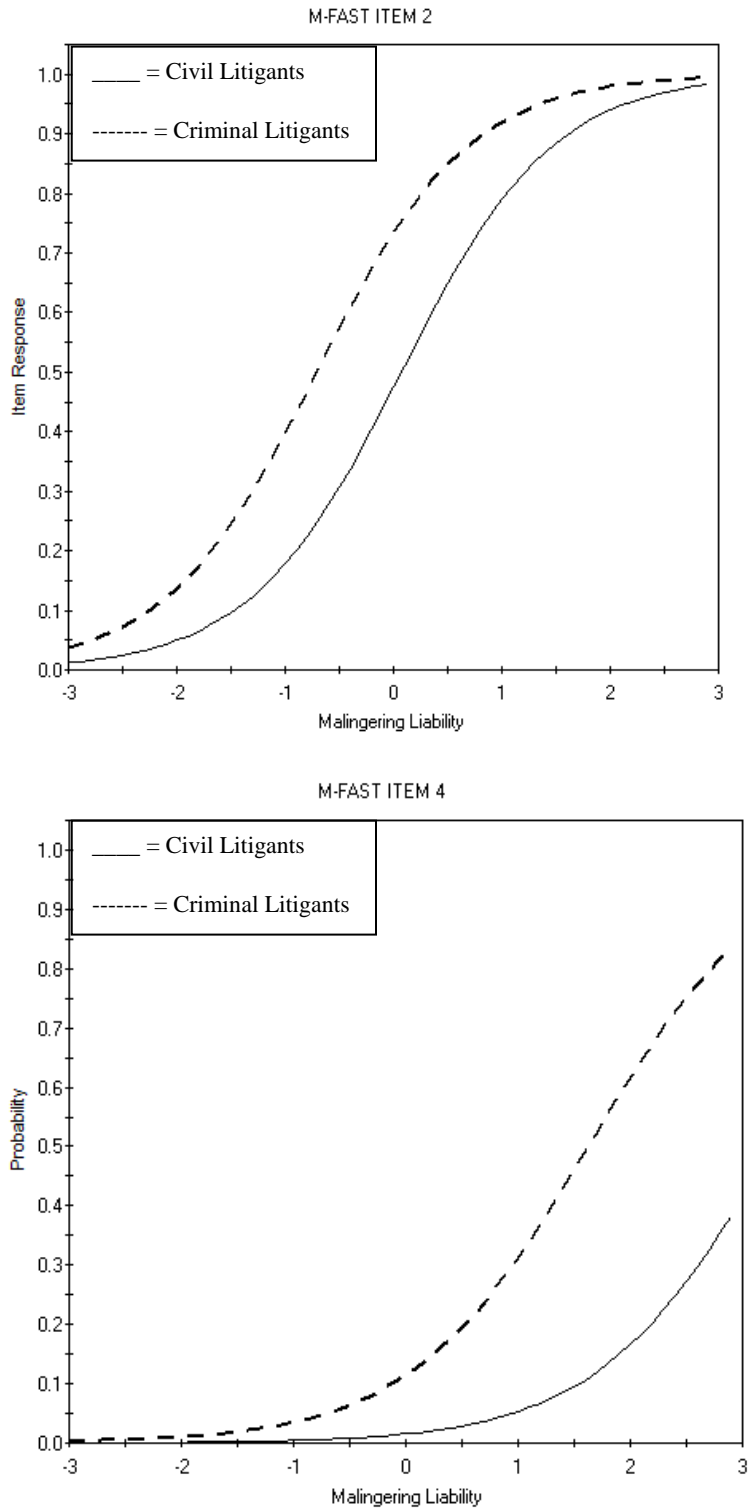 M-FAST ITEM 2
____ = Civil Litigants
------- = Criminal Litigants
1.0
0.9
0.8
0.7
0.6
0.5
0.4
0.3
0.2
0.1
0.0
Item Response
-3 -2 -1 0 1 2 3
Malingering Liability
M-FAST ITEM 4
____ = Civil Litigants
------- = Criminal Litigants
1.0
0.9
0.8
0.7
0.6
0.5
0.4
0.3
0.2
0.1
0.0
Probability
-3 -2 -1 0 1 2 3
Malingering Liability